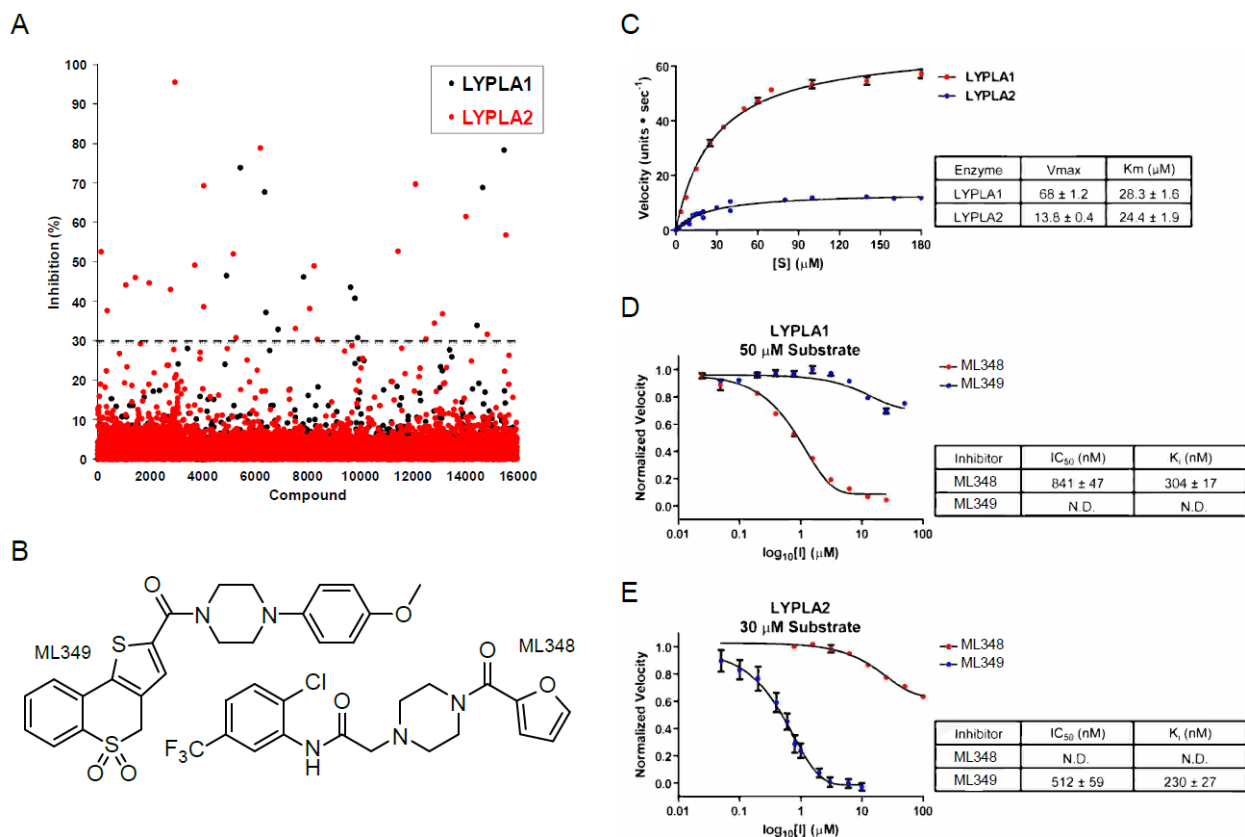 A
100
90
80
70
60
50
40
30
20
10
0
Inhibition (%)
LYPLA1
LYPLA2
0 2000 4000 6000 8000 10000 12000 14000 16000
Compound
B
ML349
ML348
O
N
N
O
S
S
O O
Cl
F3C
N
H
O
N
N
O
O
C
Velocity (units • sec-1)
60
40
20
0
0 30 60 90 120 150 180
[S] (μM)
LYPLA1
LYPLA2
Enzyme Vmax Km (μM)
LYPLA1 68 ± 1.2 28.3 ± 1.6
LYPLA2 13.8 ± 0.4 24.4 ± 1.9
D
LYPLA1
50 μM Substrate
Normalized Velocity
1.0
0.8
0.6
0.4
0.2
0.0
0.01 0.1 1 10 100
log10[I] (μM)
ML348
ML349
Inhibitor IC50 (nM) Ki (nM)
ML348 841 ± 47 304 ± 17
ML349 N.D. N.D.
E
LYPLA2
30 μM Substrate
Normalized Velocity
1.0
0.8
0.6
0.4
0.2
0.0
0.01 0.1 1 10 100
log10[I] (μM)
ML348
ML349
Inhibitor IC50 (nM) Ki (nM)
ML348 N.D. N.D.
ML349 512 ± 59 230 ± 27